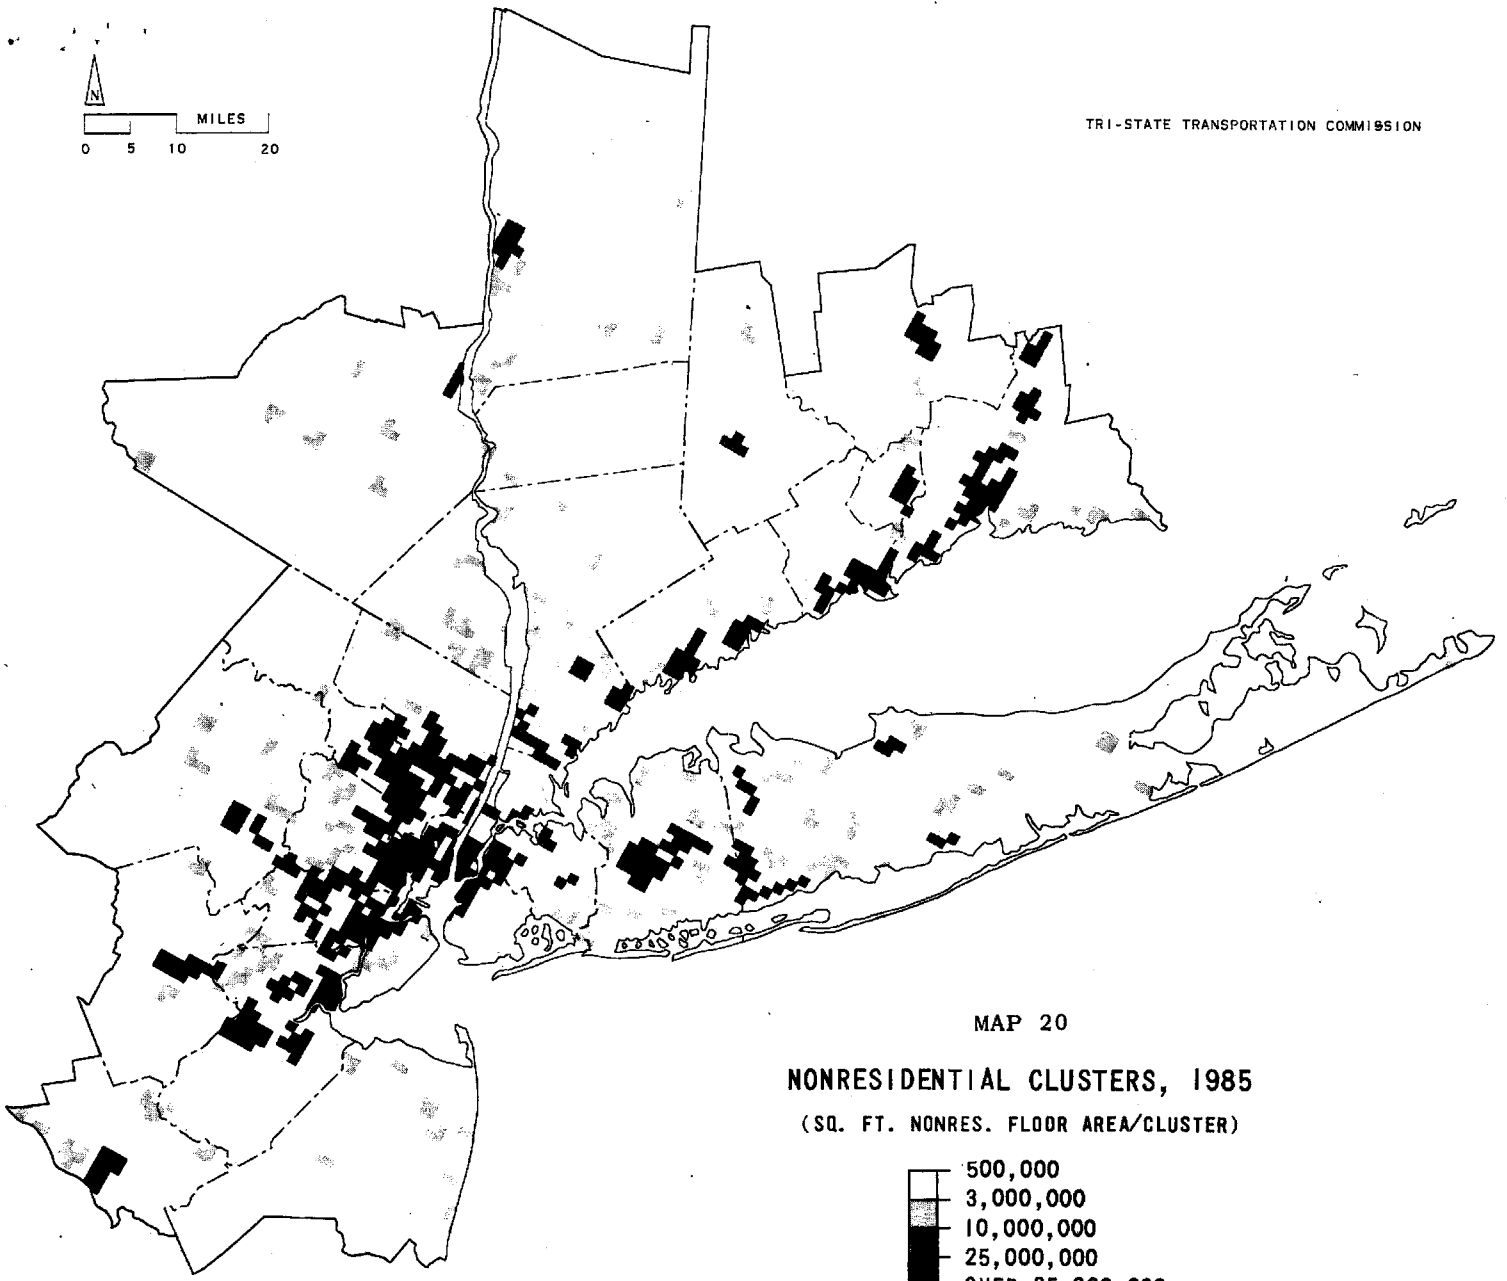 N
MILES
0 5 10 20
TRI-STATE TRANSPORTATION COMMISSION
MAP 20
NONRESIDENTIAL CLUSTERS, 1985
(SQ. FT. NONRES. FLOOR AREA/CLUSTER)
500,000
3,000,000
10,000,000
25,000,000